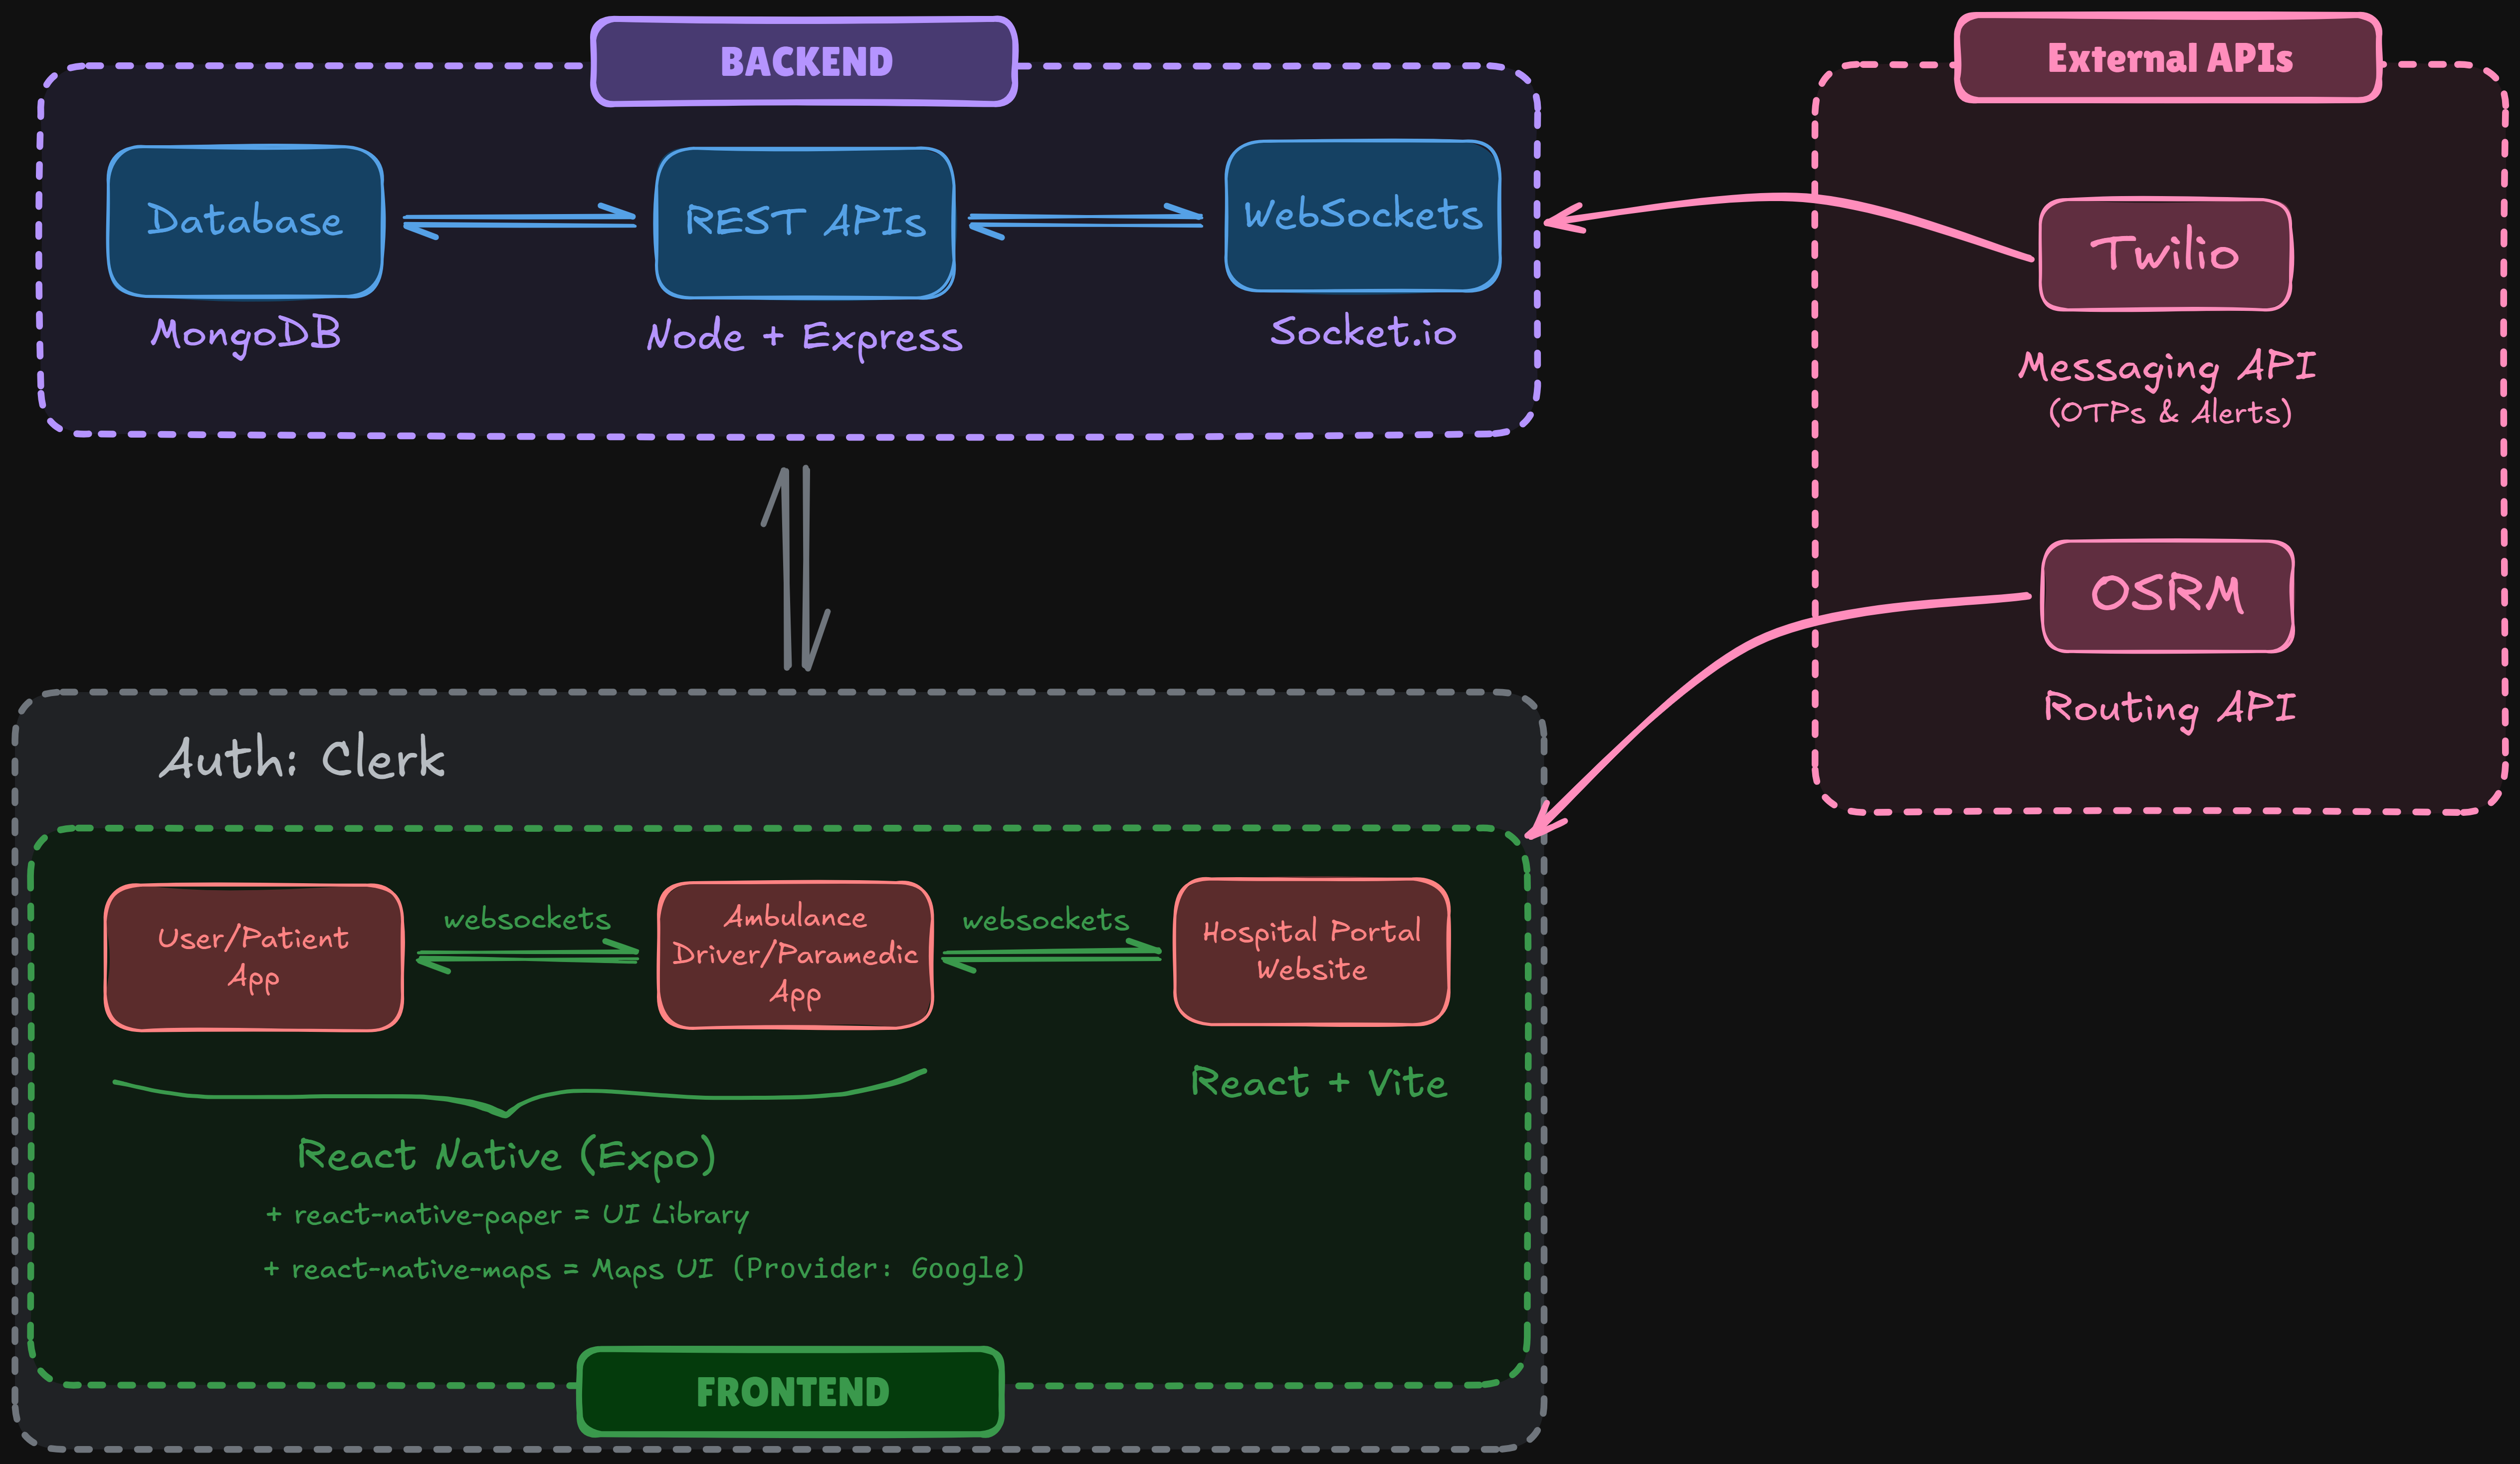 BACKEND
Database
REST APIs
WebSockets
MongoDB
Node + Express
Socket.io
External APIs
Twilio
Messaging API
(OTPs & Alerts)
OSRM
Routing API
Auth: Clerk
User/Patient
App
websockets
Ambulance
Driver/Paramedic
App
websockets
Hospital Portal
Website
React + Vite
React Native (Expo)
+ react-native-paper = UI Library
+ react-native-maps = Maps UI (Provider: Google)
FRONTEND